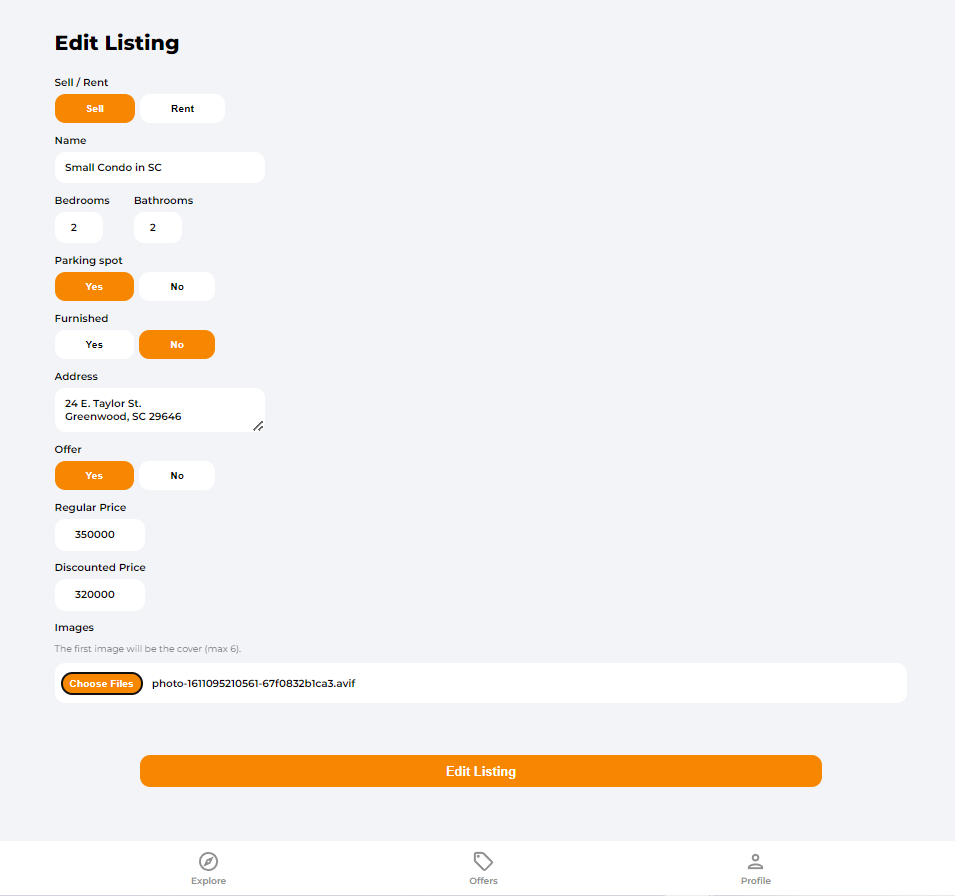 Edit Listing
Sell / Rent
Sell Rent
Name
Small Condo in SC
Bedrooms Bathrooms
2 2
Parking spot
Yes No
Furnished
Yes No
Address
24 E. Taylor St.
Greenwood, SC 29646
Offer
Yes No
Regular Price
350000
Discounted Price
320000
Images
The first image will be the cover (max 6).
Choose Files photo-1611095210561-67f0832b1ca3.avif
Edit Listing
Explore Offers Profile